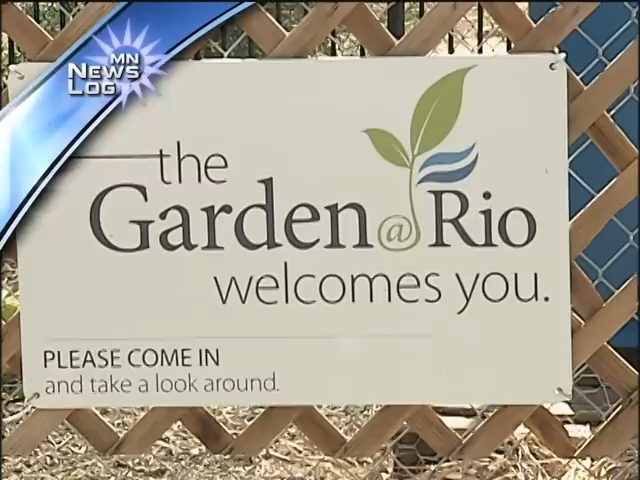 MN
NEWS
LOG
the
Garden @ Rio
welcomes you.
PLEASE COME IN
and take a look around.